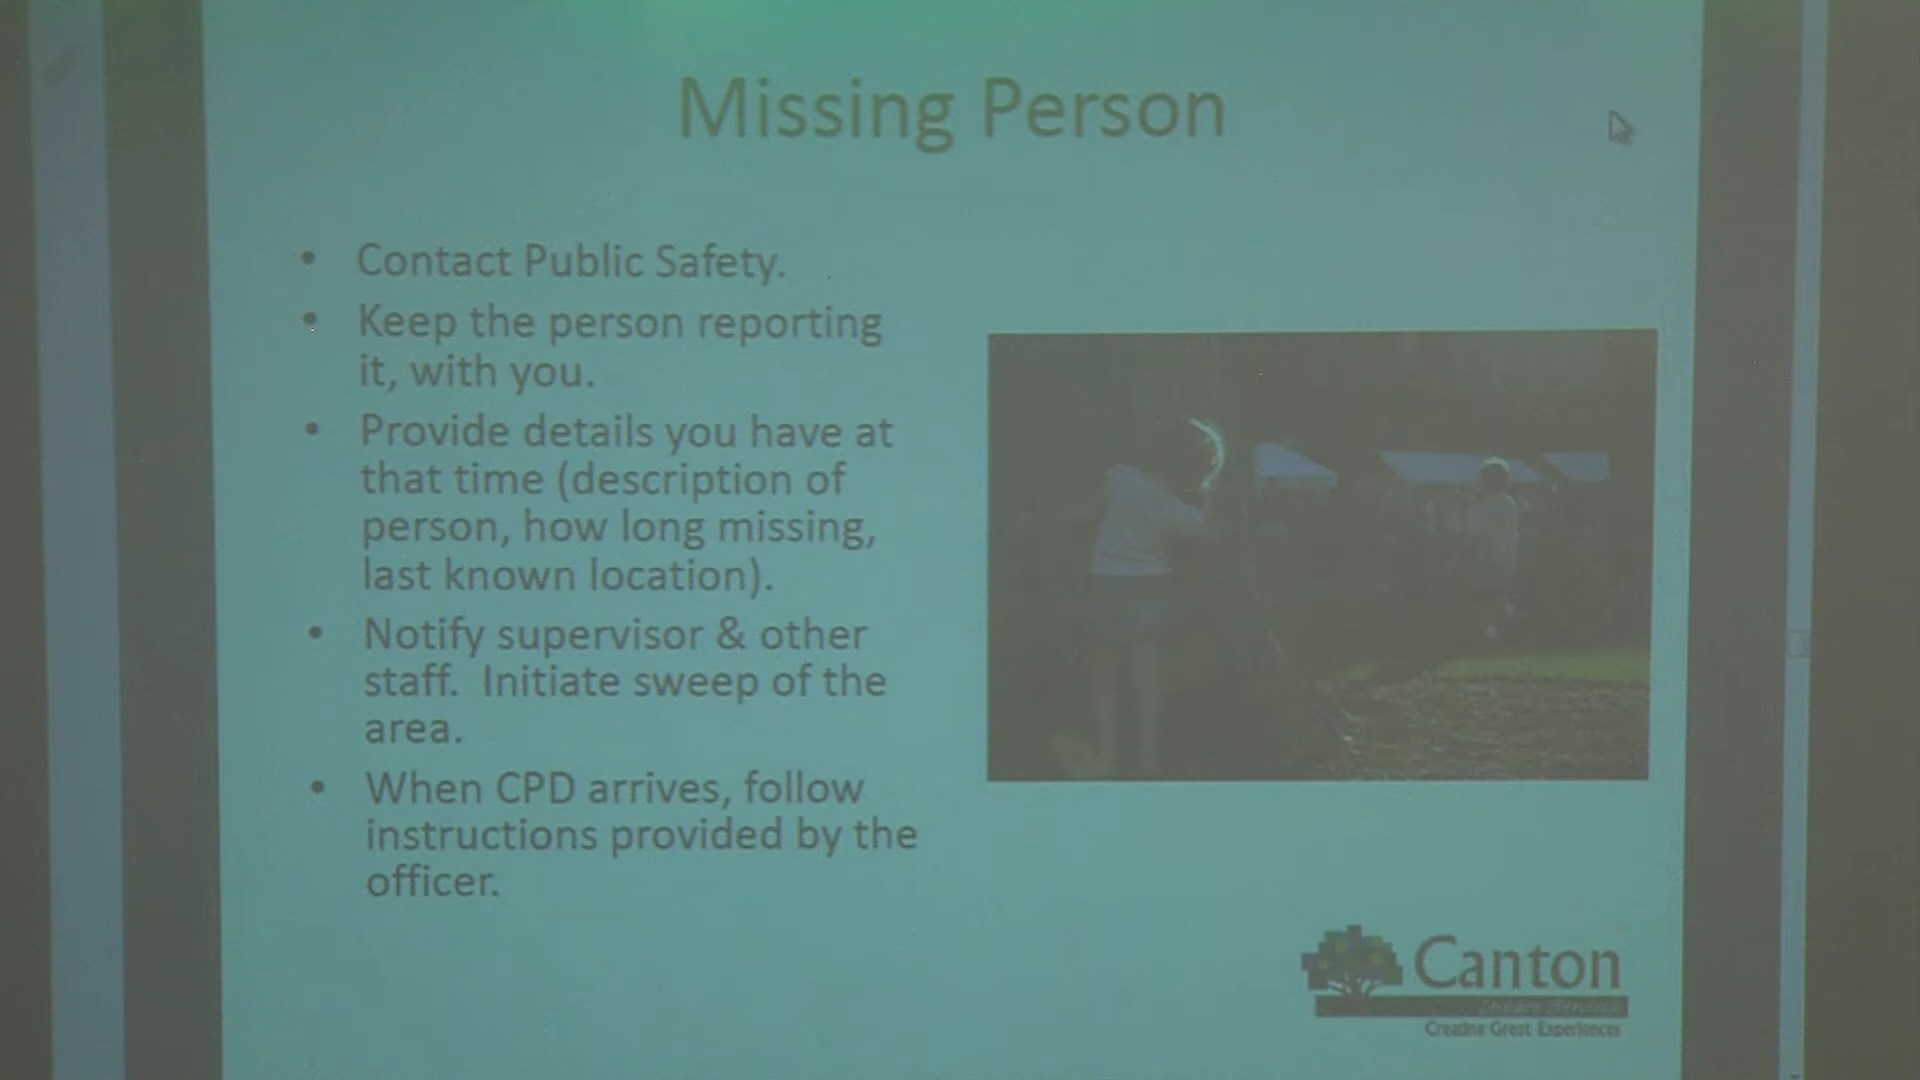 Missing Person
• Contact Public Safety.
• Keep the person reporting
it, with you.
• Provide details you have at
that time (description of
person, how long missing,
last known location).
• Notify supervisor & other
staff. Initiate sweep of the
area.
• When CPD arrives, follow
instructions provided by the
officer.
Canton
Leisure Services
Creating Great Experiences